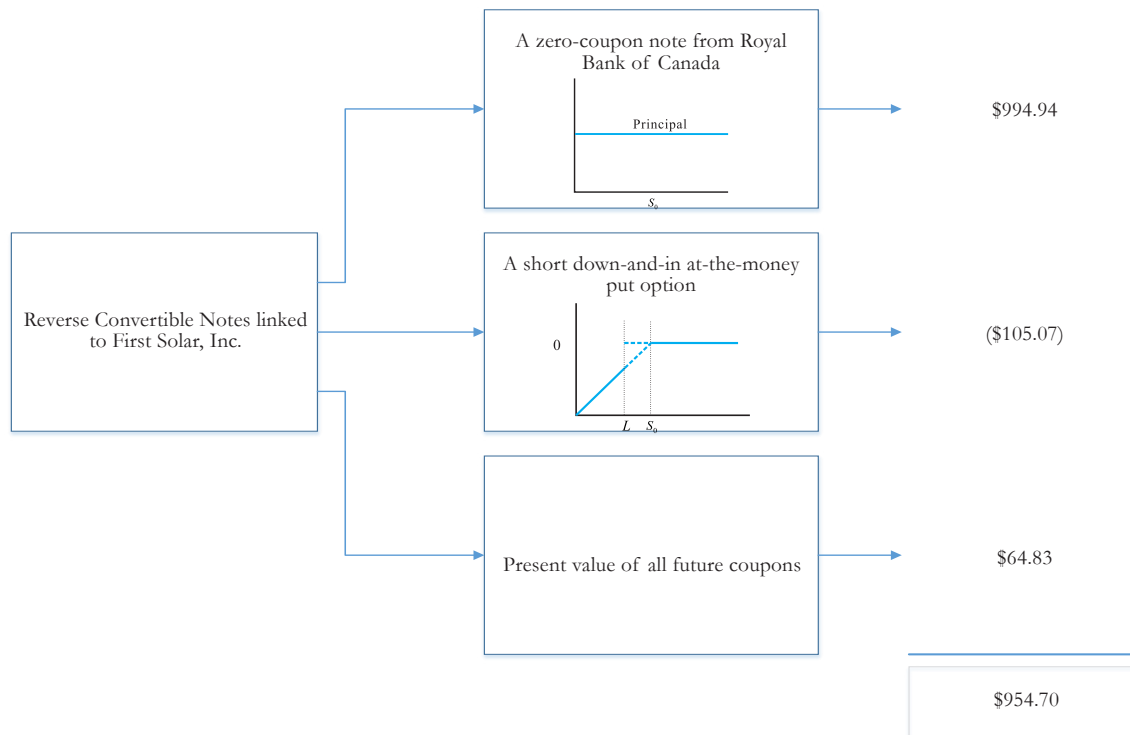 A zero-coupon note from Royal
Bank of Canada
Principal
S₀
$994.94
Reverse Convertible Notes linked
to First Solar, Inc.
A short down-and-in at-the-money
put option
0
L S₀
($105.07)
Present value of all future coupons
$64.83
$954.70